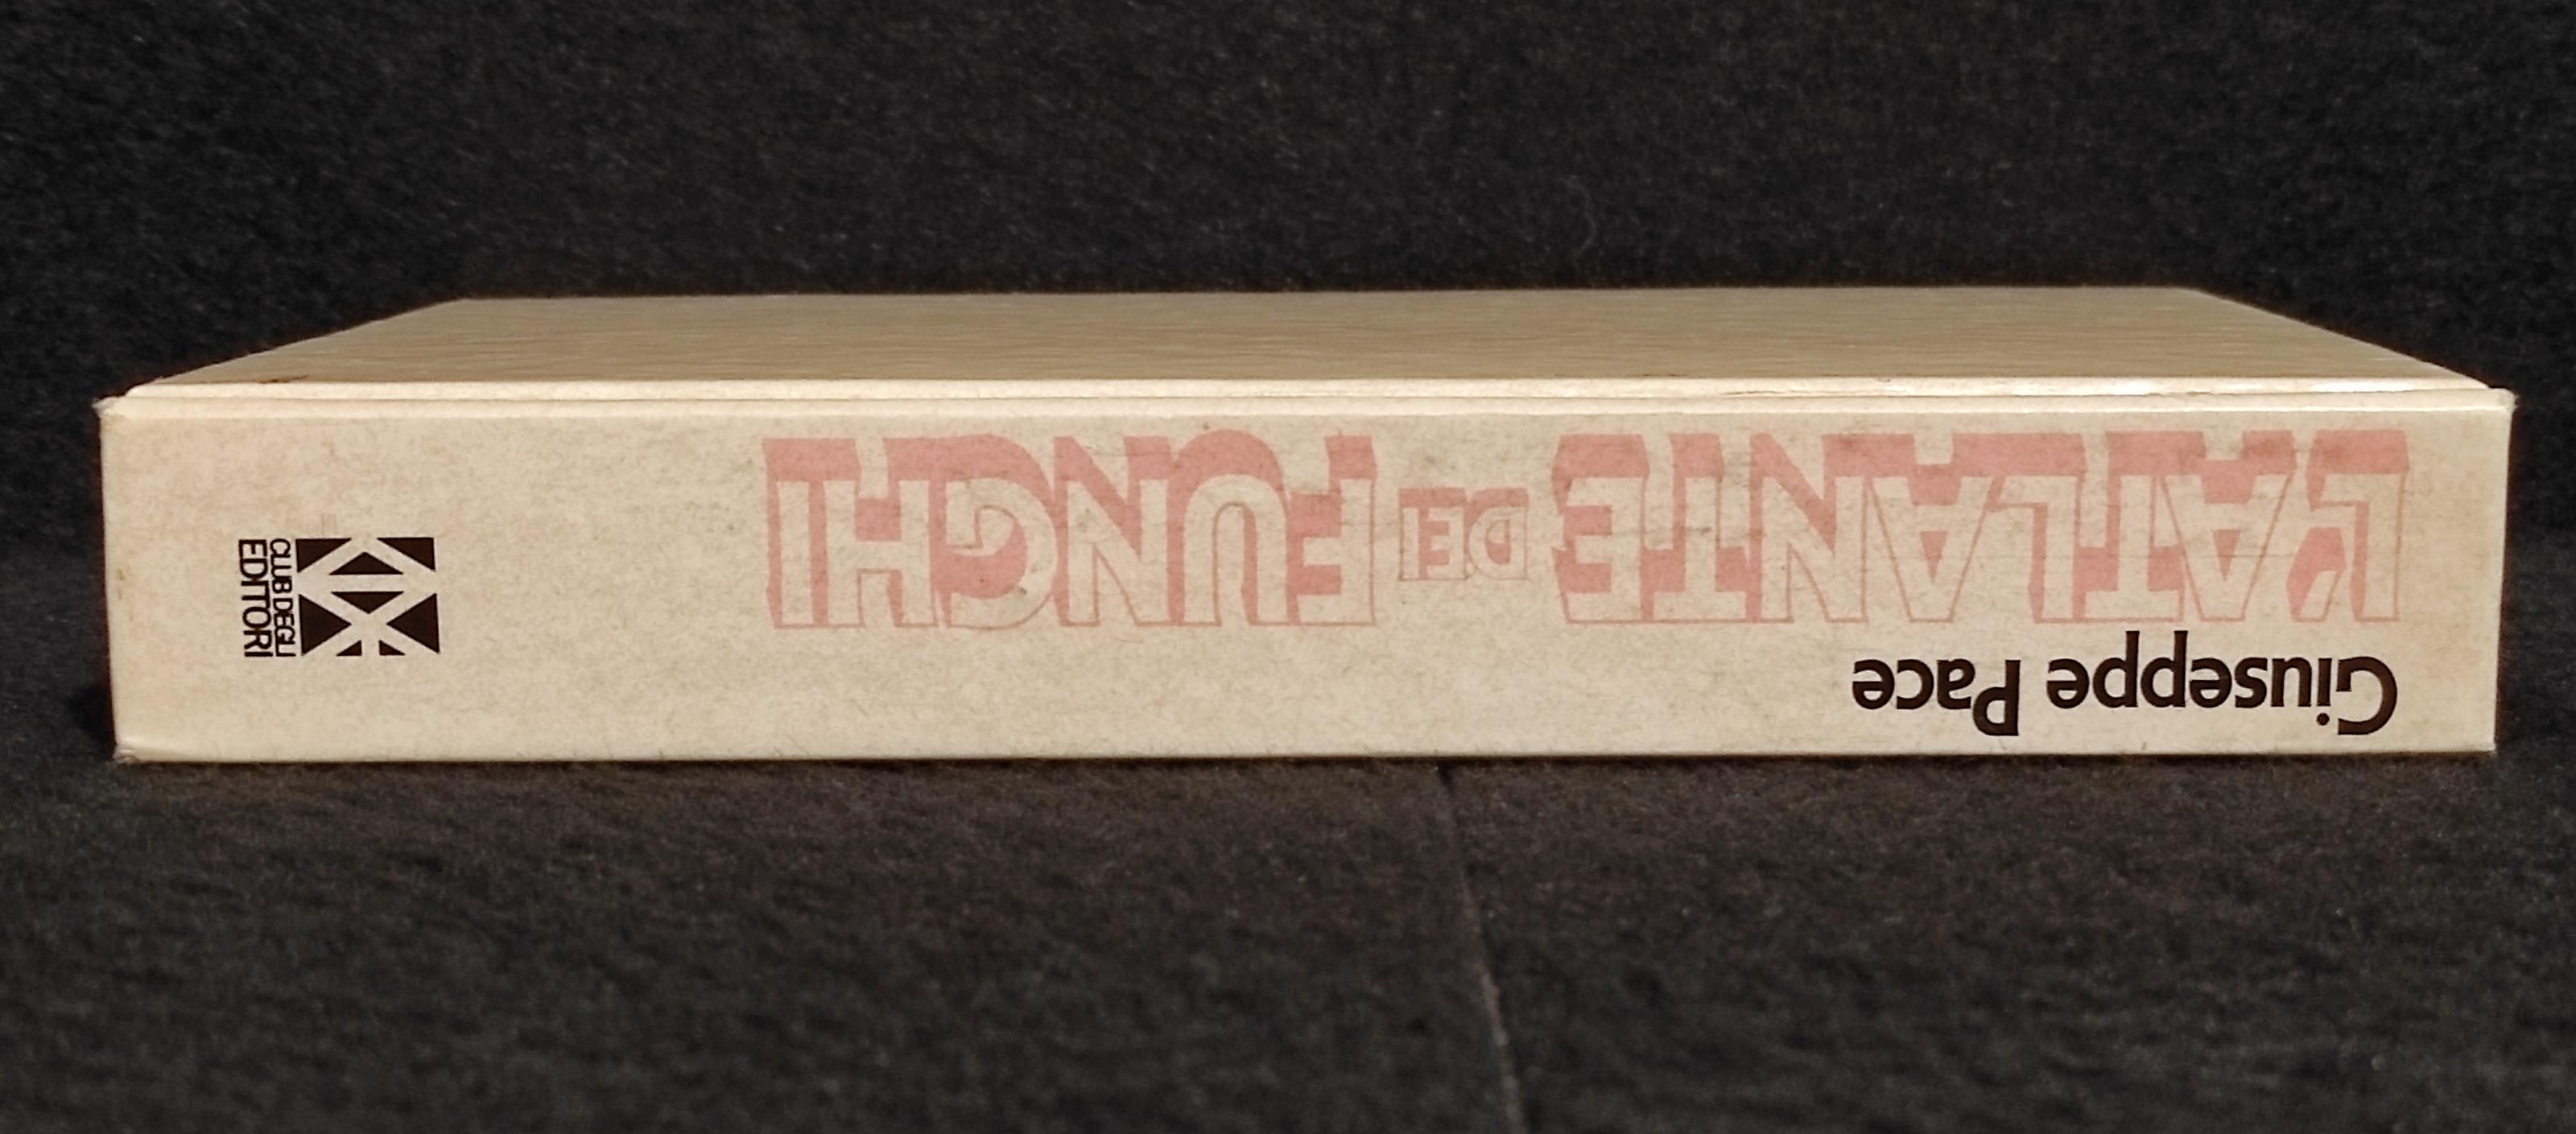 Giuseppe Pace
L'ATLANTE DEI FUNGHI
CLUB DEGLI
EDITORI